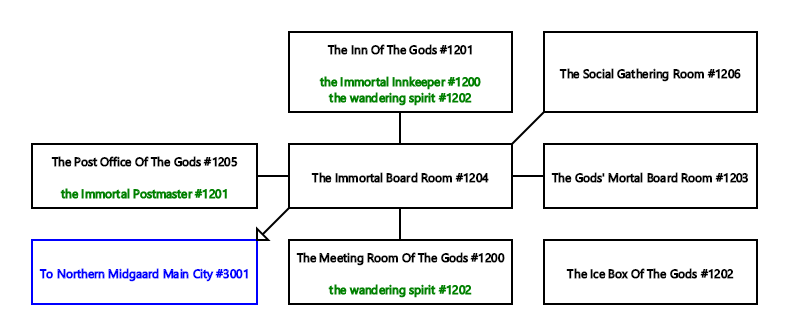 The Inn Of The Gods #1201
the Immortal Innkeeper #1200
the wandering spirit #1202
The Social Gathering Room #1206
The Post Office Of The Gods #1205
the Immortal Postmaster #1201
The Immortal Board Room #1204
The Gods' Mortal Board Room #1203
To Northern Midgaard Main City #3001
The Meeting Room Of The Gods #1200
the wandering spirit #1202
The Ice Box Of The Gods #1202